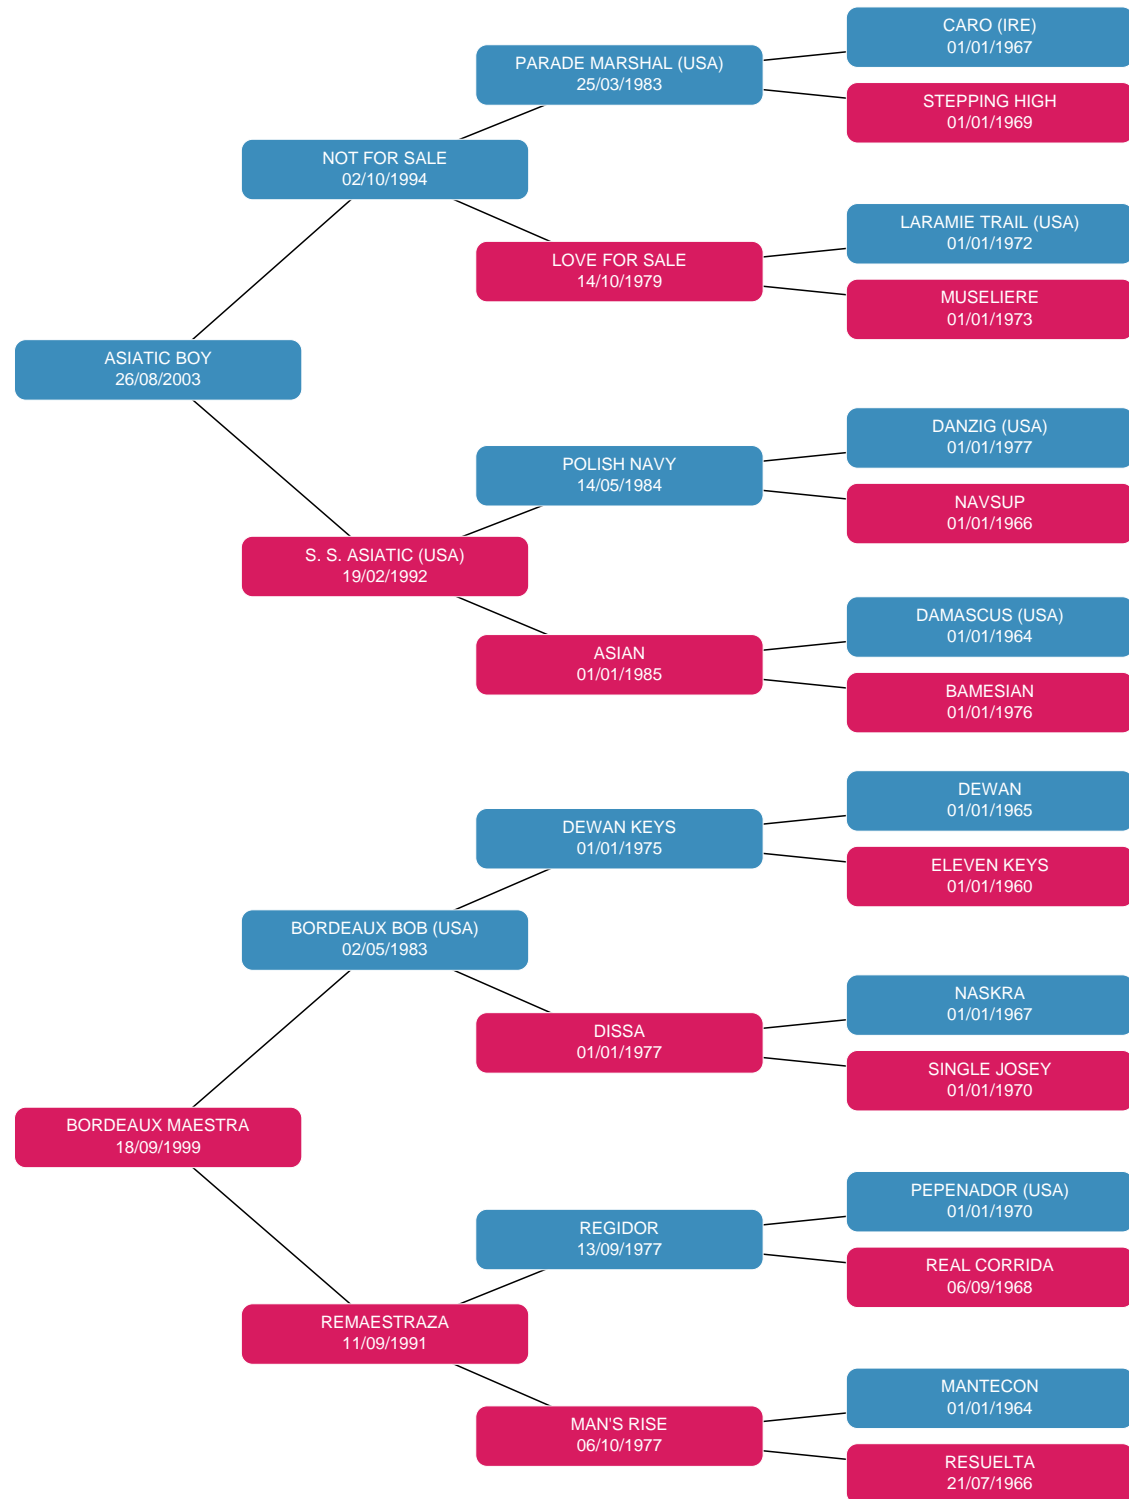 CARO (IRE)
01/01/1967
PARADE MARSHAL (USA)
25/03/1983
STEPPING HIGH
01/01/1969
NOT FOR SALE
02/10/1994
LARAMIE TRAIL (USA)
01/01/1972
LOVE FOR SALE
14/10/1979
MUSELIERE
01/01/1973
ASIATIC BOY
26/08/2003
DANZIG (USA)
01/01/1977
POLISH NAVY
14/05/1984
NAVSUP
01/01/1966
S. S. ASIATIC (USA)
19/02/1992
DAMASCUS (USA)
01/01/1964
ASIAN
01/01/1985
BAMESIAN
01/01/1976
DEWAN
01/01/1965
DEWAN KEYS
01/01/1975
ELEVEN KEYS
01/01/1960
BORDEAUX BOB (USA)
02/05/1983
NASKRA
01/01/1967
DISSA
01/01/1977
SINGLE JOSEY
01/01/1970
BORDEAUX MAESTRA
18/09/1999
PEPENADOR (USA)
01/01/1970
REGIDOR
13/09/1977
REAL CORRIDA
06/09/1968
REMAESTRAZA
11/09/1991
MANTECON
01/01/1964
MAN'S RISE
06/10/1977
RESUELTA
21/07/1966